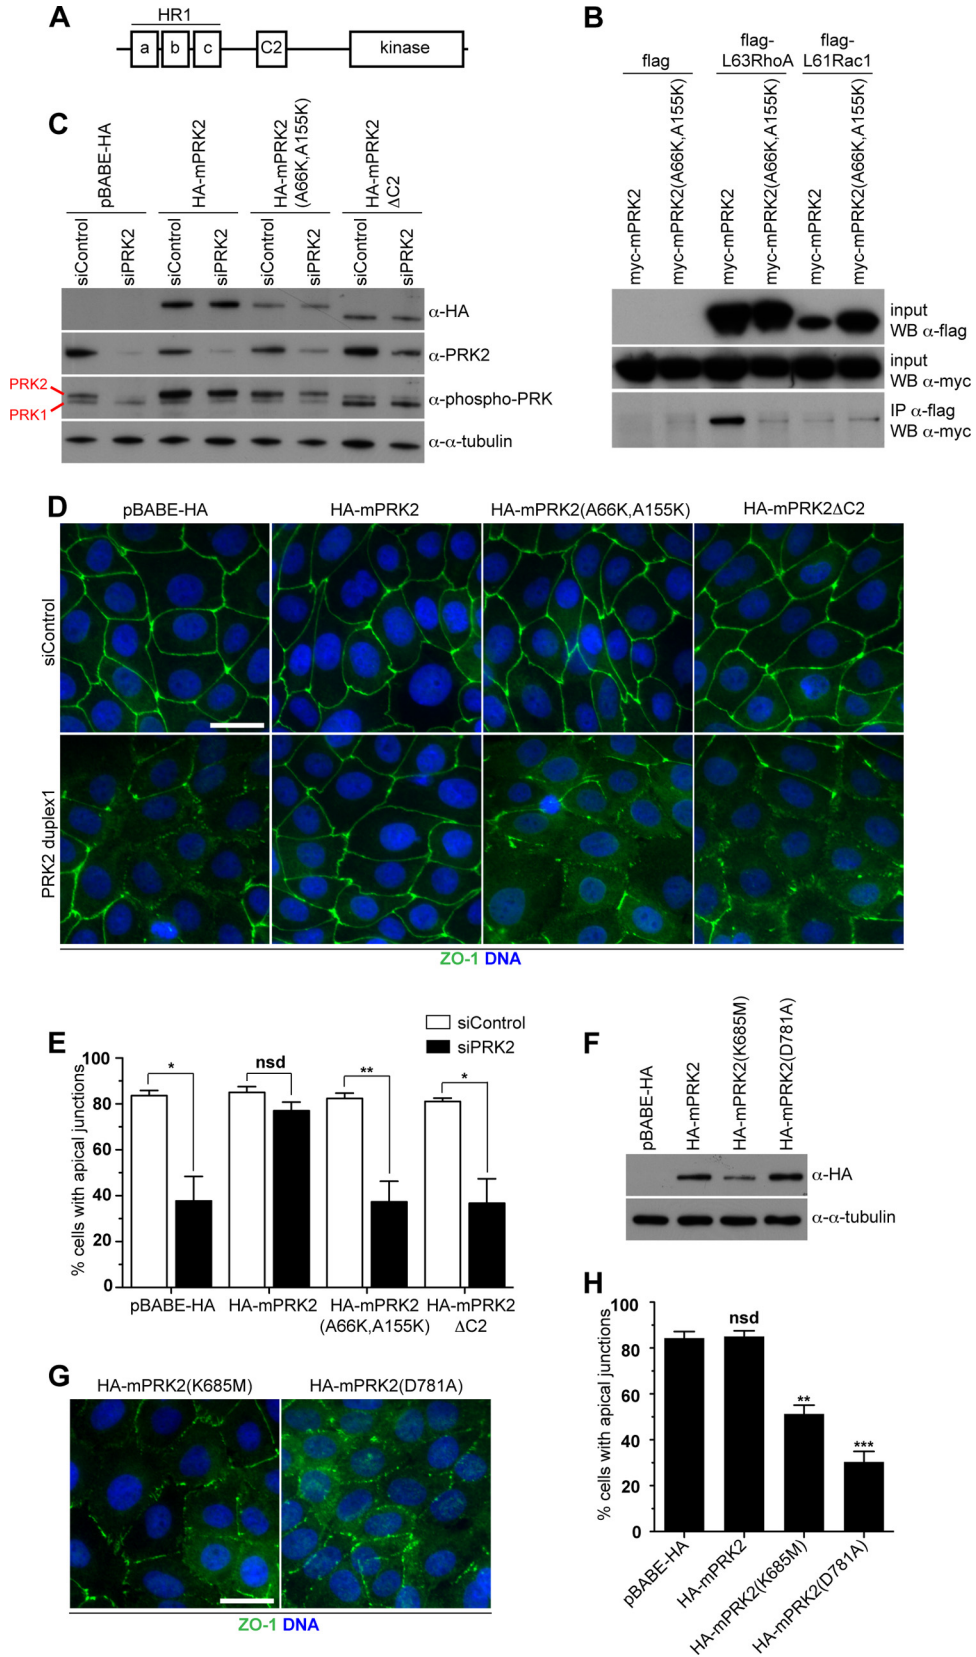 A
HR1
a b c C2 kinase
B
flag
flag-
L63RhoA
flag-
L61Rac1
myc-mPRK2
myc-mPRK2(A66K,A155K)
myc-mPRK2
myc-mPRK2(A66K,A155K)
myc-mPRK2
myc-mPRK2(A66K,A155K)
input
WB α-flag
input
WB α-myc
IP α-flag
WB α-myc
C
pBABE-HA
HA-mPRK2
HA-mPRK2
(A66K,A155K)
HA-mPRK2
ΔC2
siControl
siPRK2
siControl
siPRK2
siControl
siPRK2
siControl
siPRK2
α-HA
α-PRK2
PRK2
PRK1
α-phospho-PRK
α-α-tubulin
D
pBABE-HA HA-mPRK2 HA-mPRK2(A66K,A155K) HA-mPRK2ΔC2
siControl
PRK2 duplex1
ZO-1 DNA
E
siControl
siPRK2
% cells with apical junctions
100
80
60
40
20
0
* nsd ** *
pBABE-HA HA-mPRK2 HA-mPRK2 HA-mPRK2
(A66K,A155K) ΔC2
F
pBABE-HA
HA-mPRK2
HA-mPRK2(K685M)
HA-mPRK2(D781A)
α-HA
α-α-tubulin
G
HA-mPRK2(K685M) HA-mPRK2(D781A)
ZO-1 DNA
H
% cells with apical junctions
100
80
60
40
20
0
nsd
**
***
pBABE-HA
HA-mPRK2
HA-mPRK2(K685M)
HA-mPRK2(D781A)